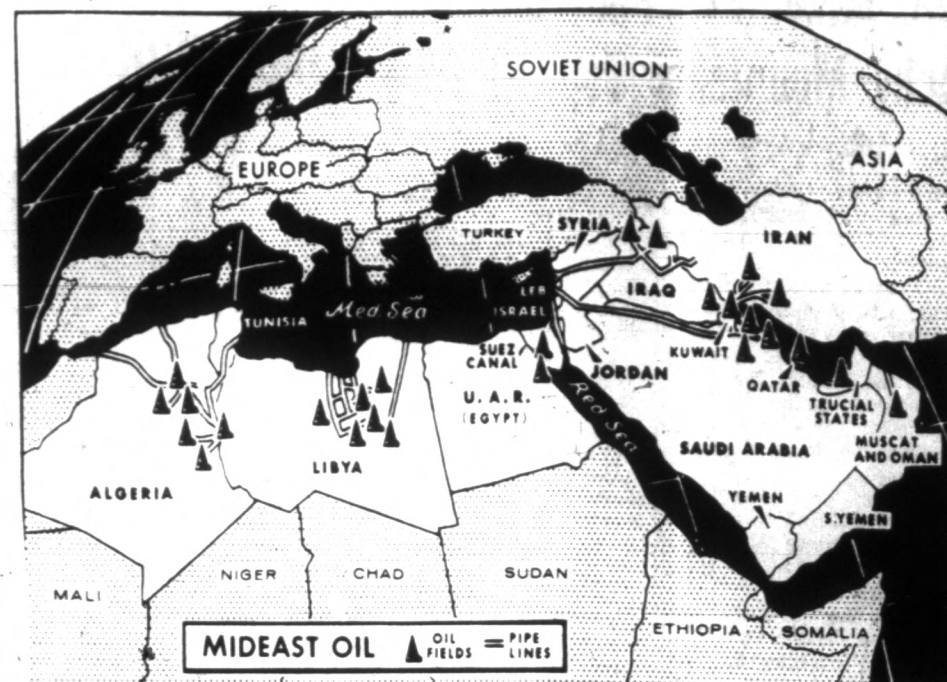 SOVIET UNION
EUROPE
ASIA
TURKEY
SYRIA
IRAN
LEB
IRAQ
ISRAEL
TUNISIA
Med. Sea
SUEZ
CANAL
JORDAN
KUWAIT
QATAR
U. A. R.
(EGYPT)
Red Sea
TRUCIAL
STATES
SAUDI ARABIA
MUSCAT
AND OMAN
ALGERIA
LIBYA
YEMEN
S. YEMEN
MALI
NIGER
CHAD
SUDAN
ETHIOPIA
SOMALIA
MIDEAST OIL
OIL
FIELDS
PIPE
LINES